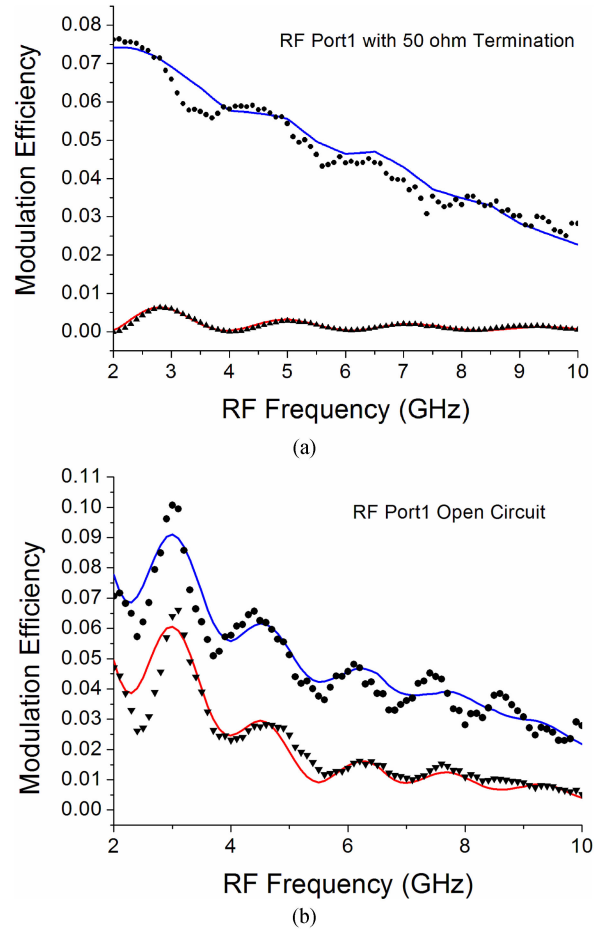 RF Port1 with 50 ohm Termination
Modulation Efficiency
0.08
0.07
0.06
0.05
0.04
0.03
0.02
0.01
0.00
2 3 4 5 6 7 8 9 10
RF Frequency (GHz)
(a)
RF Port1 Open Circuit
Modulation Efficiency
0.11
0.10
0.09
0.08
0.07
0.06
0.05
0.04
0.03
0.02
0.01
0.00
2 4 6 8 10
RF Frequency (GHz)
(b)